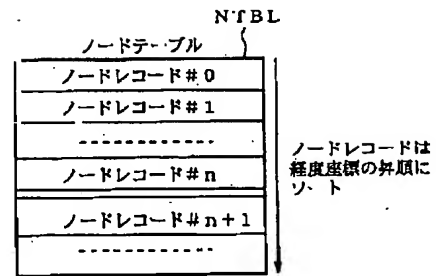 NTBL
ノードテーブル
ノードレコード#0
ノードレコード#1
------------
ノードレコード#n
ノードレコード#n+1
------------
ノードレコードは
経度座標の昇順に
ソート